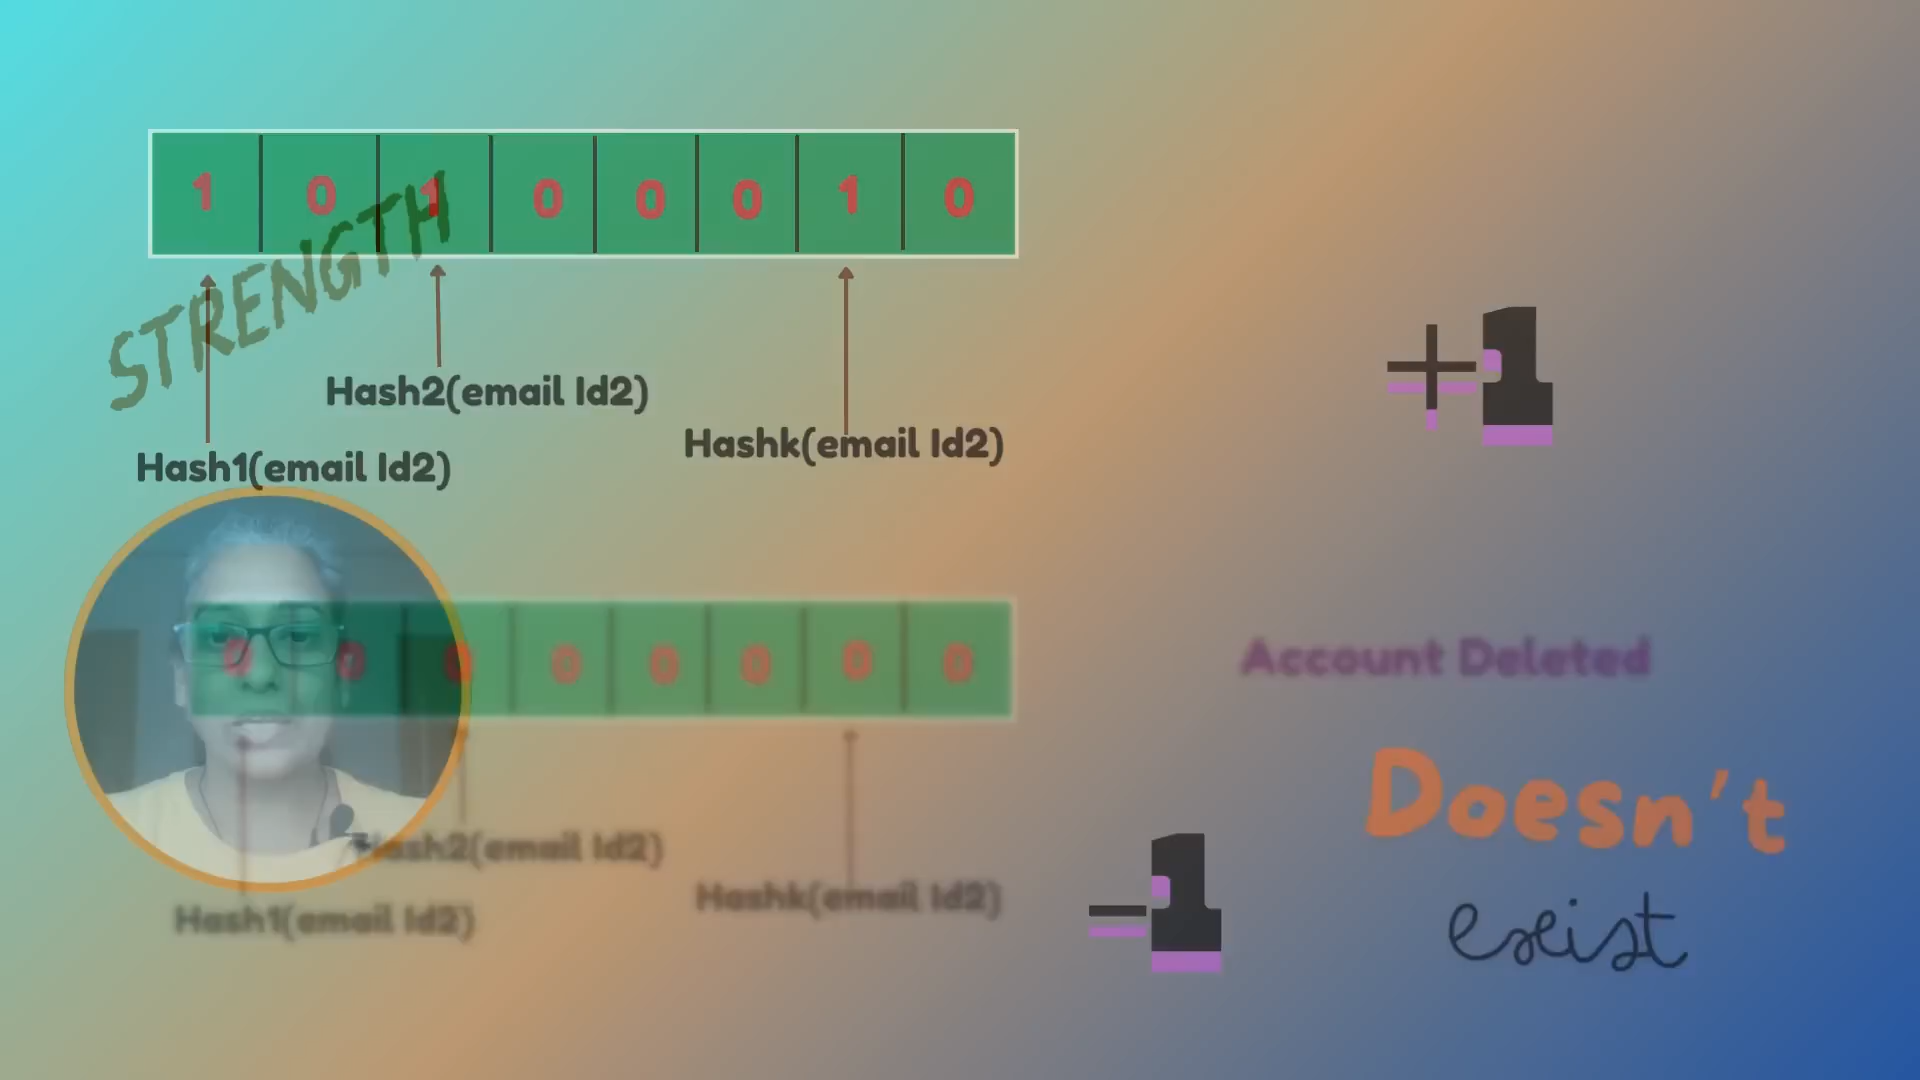 1 0 1 0 0 0 1 0
STRENGTH
Hash2(email Id2)
Hashk(email Id2)
Hash1(email Id2)
+1
0 0 0 0 0 0 0 0
Account Deleted
Doesn't
exist
Hash2(email Id2)
Hashk(email Id2)
Hash1(email Id2)
-1